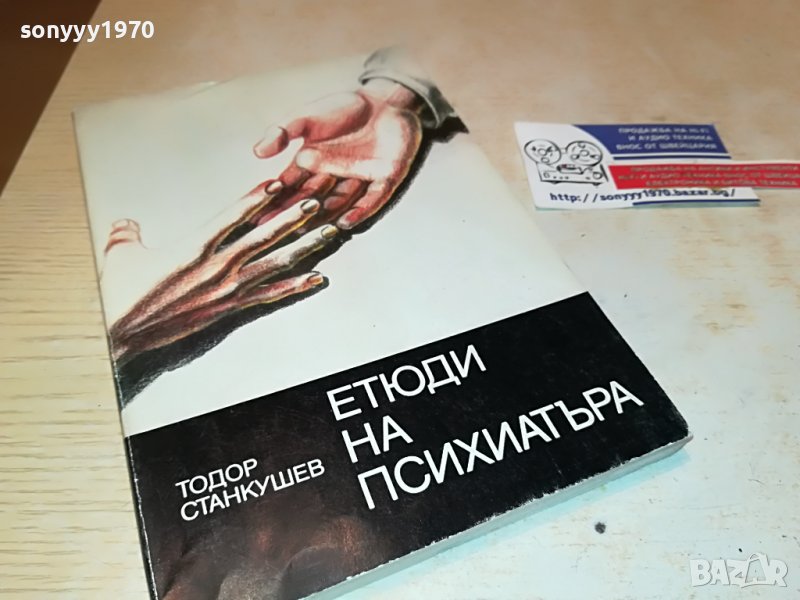 sonyyy1970
ПРОДАЖБА НА HI-FI
И АУДИО ТЕХНИКА
ВНОС ОТ ШВЕЙЦАРИЯ
http://sonyyy1970.bazar.bg/
ЕТЮДИ
НА
ПСИХИАТЪРА
ТОДОР
СТАНКУШЕВ
BAZAR